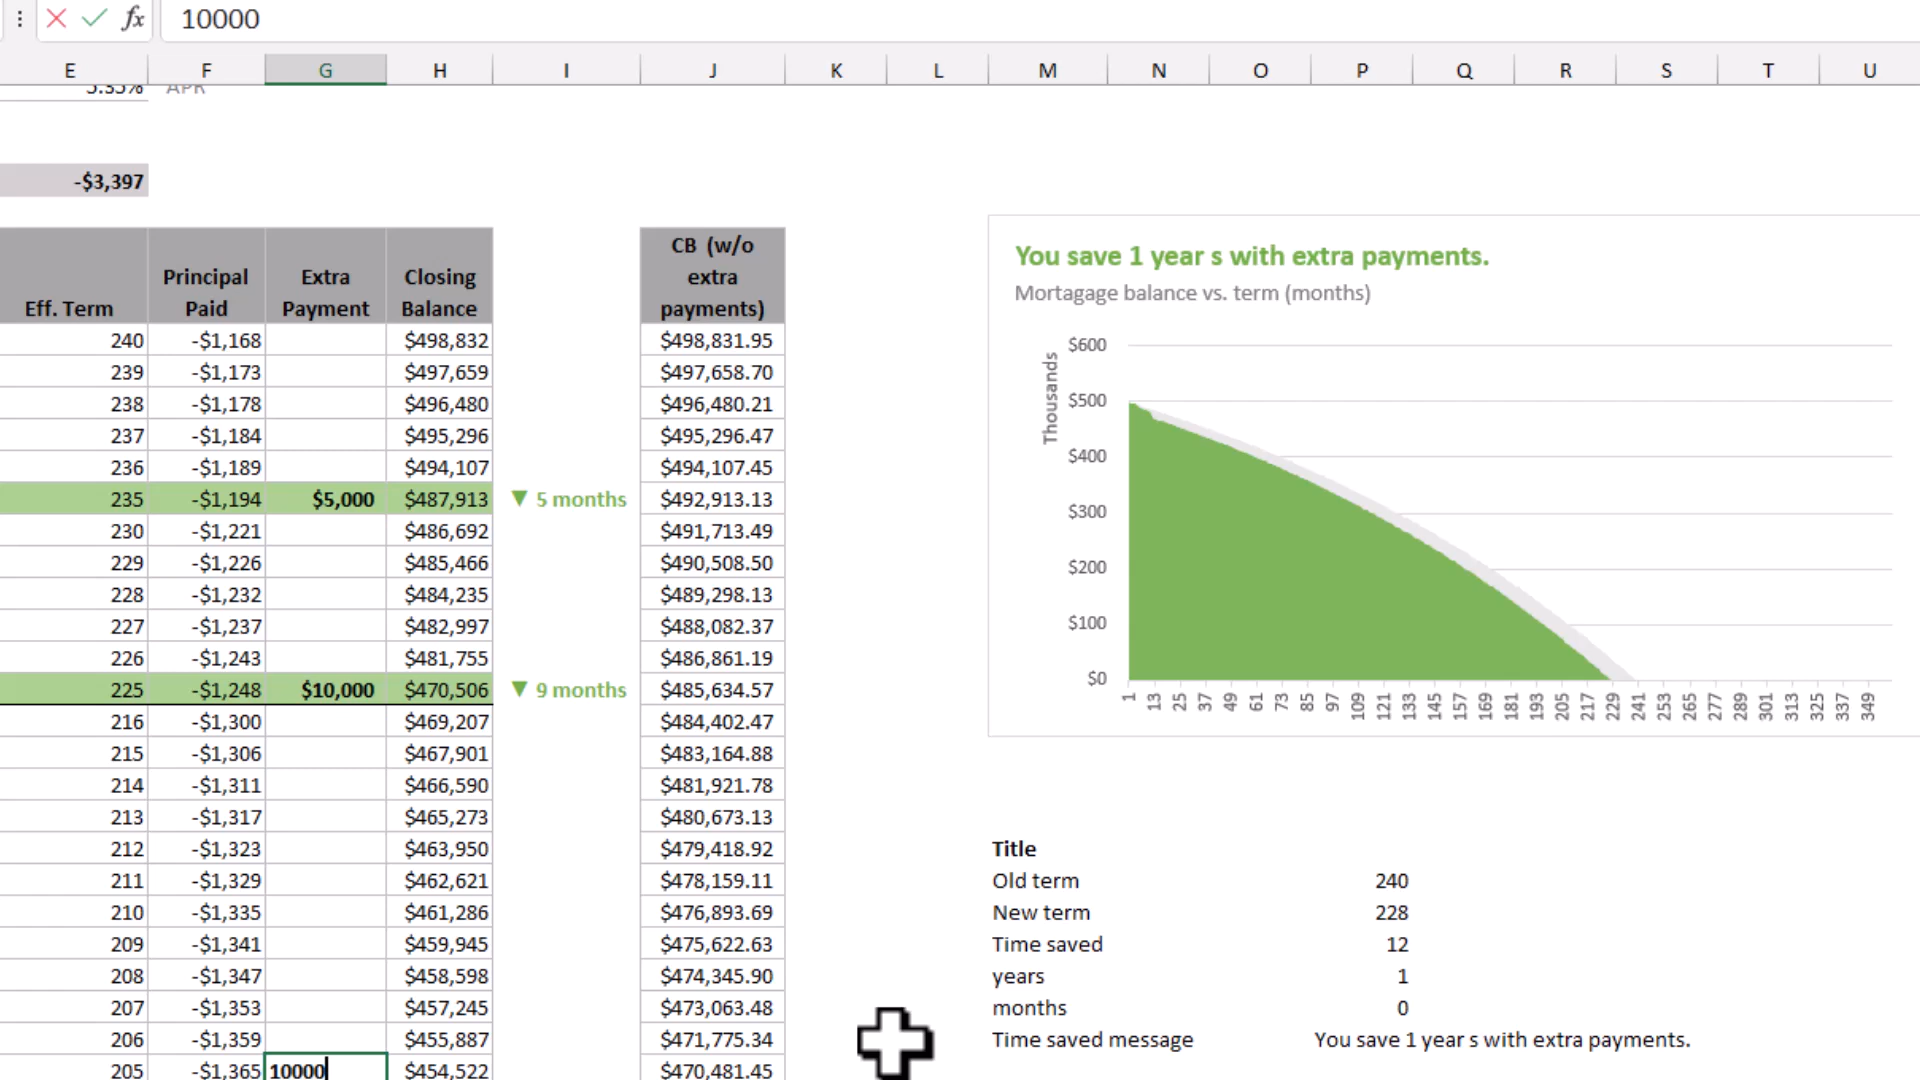 fx 10000
E F G H I J K L M N O P Q R S T U
5.35% APR
-$3,397
Eff. Term Principal Paid Extra Payment Closing Balance CB (w/o extra payments)
240 -$1,168 $498,832 $498,831.95
239 -$1,173 $497,659 $497,658.70
238 -$1,178 $496,480 $496,480.21
237 -$1,184 $495,296 $495,296.47
236 -$1,189 $494,107 $494,107.45
235 -$1,194 $5,000 $487,913 ▼ 5 months $492,913.13
230 -$1,221 $486,692 $491,713.49
229 -$1,226 $485,466 $490,508.50
228 -$1,232 $484,235 $489,298.13
227 -$1,237 $482,997 $488,082.37
226 -$1,243 $481,755 $486,861.19
225 -$1,248 $10,000 $470,506 ▼ 9 months $485,634.57
216 -$1,300 $469,207 $484,402.47
215 -$1,306 $467,901 $483,164.88
214 -$1,311 $466,590 $481,921.78
213 -$1,317 $465,273 $480,673.13
212 -$1,323 $463,950 $479,418.92
211 -$1,329 $462,621 $478,159.11
210 -$1,335 $461,286 $476,893.69
209 -$1,341 $459,945 $475,622.63
208 -$1,347 $458,598 $474,345.90
207 -$1,353 $457,245 $473,063.48
206 -$1,359 $455,887 $471,775.34
205 -$1,365 10000 $454,522 $470,481.45
You save 1 year s with extra payments.
Mortagage balance vs. term (months)
Thousands
$600
$500
$400
$300
$200
$100
$0
1 13 25 37 49 61 73 85 97 109 121 133 145 157 169 181 193 205 217 229 241 253 265 277 289 301 313 325 337 349
Title
Old term 240
New term 228
Time saved 12
years 1
months 0
Time saved message You save 1 year s with extra payments.